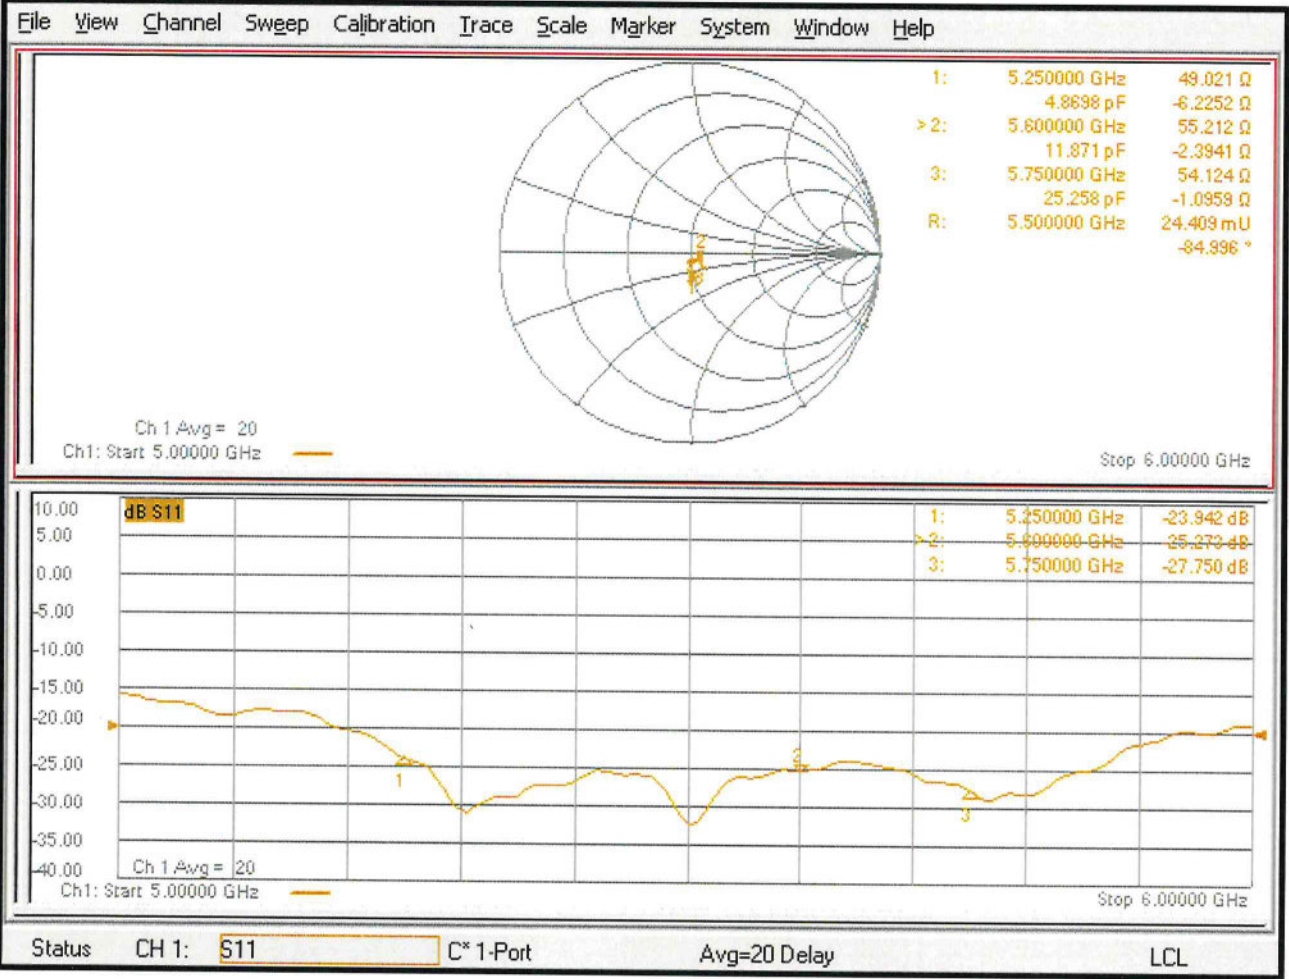 File View Channel Sweep Calibration Trace Scale Marker System Window Help
1: 5.250000 GHz 49.021 Ω
4.8698 pF -6.2252 Ω
>2: 5.600000 GHz 55.212 Ω
11.871 pF -2.3941 Ω
3: 5.750000 GHz 54.124 Ω
25.258 pF -1.0959 Ω
R: 5.500000 GHz 24.409 mU
-84.996 °
2
Ch 1 Avg = 20
Ch1: Start 5.00000 GHz
Stop 6.00000 GHz
10.00
dB S11
5.00
0.00
-5.00
-10.00
-15.00
-20.00
-25.00
-30.00
-35.00
-40.00
1: 5.250000 GHz -23.942 dB
>2: 5.600000 GHz -25.273 dB
3: 5.750000 GHz -27.750 dB
1
2
3
Ch 1 Avg = 20
Ch1: Start 5.00000 GHz
Stop 6.00000 GHz
Status CH 1: S11 C* 1-Port Avg=20 Delay LCL